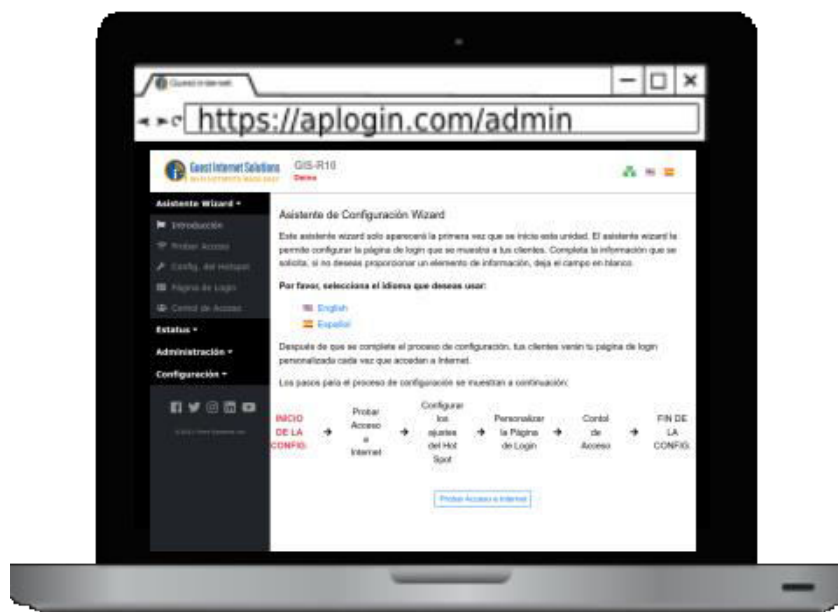 Guest Internet
https://aplogin.com/admin
Guest Internet Solutions
GIS-R10
Demo
Asistente Wizard
Introducción
Probar Acceso
Config. del Hotspot
Página de Login
Contol de Acceso
Estatus
Administración
Configuración
Asistente de Configuración Wizard
Este asistente wizard solo aparecerá la primera vez que se inicie esta unidad. El asistente wizard le
permite configurar la página de login que se muestra a tus clientes. Completa la información que se
solicita, si no deseas proporcionar un elemento de información, deja el campo en blanco.
Por favor, selecciona el idioma que deseas usar:
English
Español
Después de que se complete el proceso de configuración, tus clientes verán tu página de login
personalizada cada vez que accedan a Internet.
Los pasos para el proceso de configuración se muestran a continuación:
INICIO
DE LA
CONFIG.
Probar
Acceso
a
Internet
Configurar
los
ajustes
del Hot
Spot
Personalizar
la Página
de Login
Contol
de
Acceso
FIN DE
LA
CONFIG.
Probar Acceso a Internet